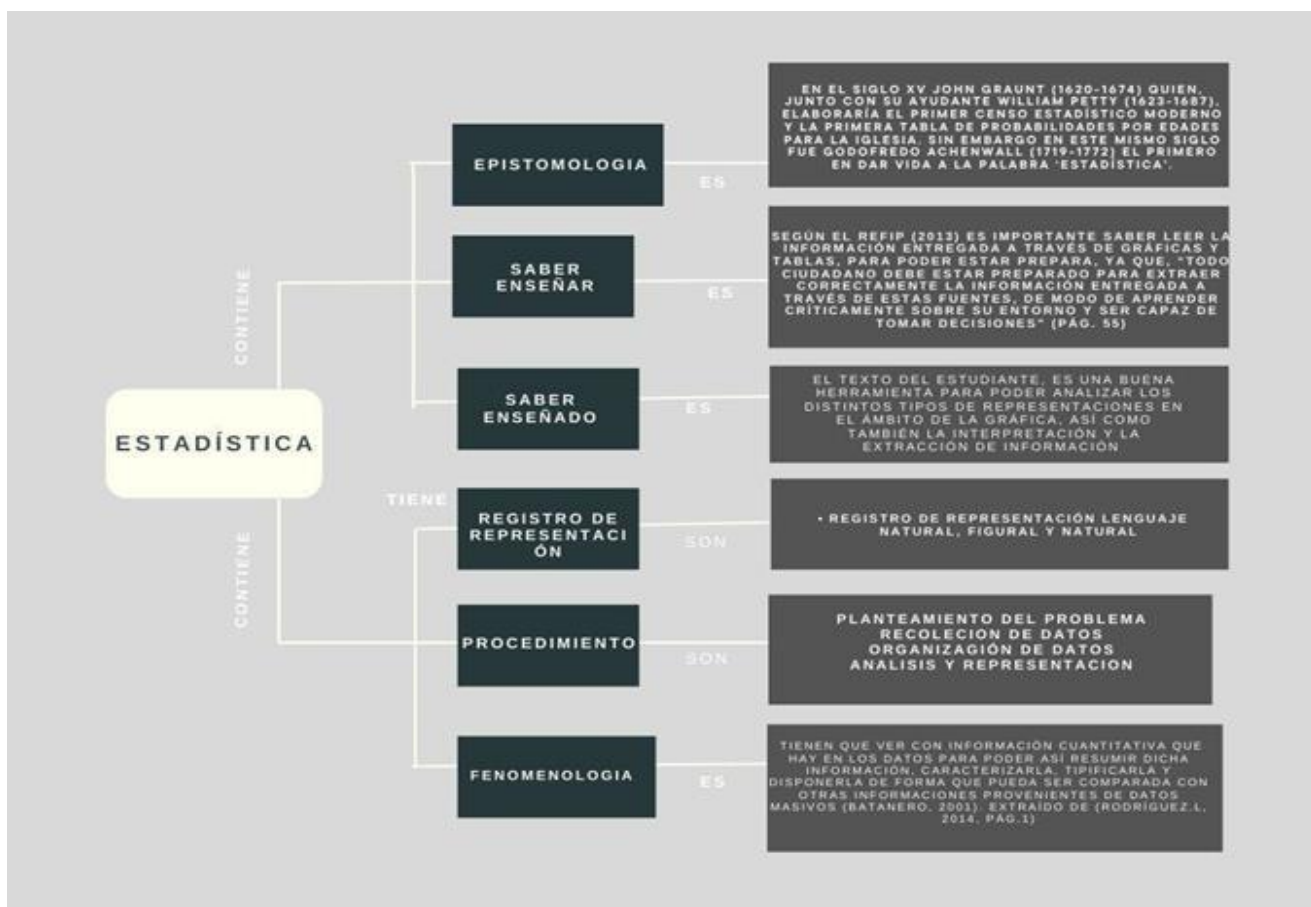 ESTADÍSTICA
CONTIENE
CONTIENE
EPISTOMOLOGIA
ES
EN EL SIGLO XV JOHN GRAUNT (1620-1674) QUIEN,
JUNTO CON SU AYUDANTE WILLIAM PETTY (1623-1687),
ELABORARÍA EL PRIMER CENSO ESTADÍSTICO MODERNO
Y LA PRIMERA TABLA DE PROBABILIDADES POR EDADES
PARA LA IGLESIA. SIN EMBARGO EN ESTE MISMO SIGLO
FUE GODOFREDO ACHENWALL (1719-1772) EL PRIMERO
EN DAR VIDA A LA PALABRA 'ESTADÍSTICA'.
SABER
ENSEÑAR
ES
SEGÚN EL REFIP (2013) ES IMPORTANTE SABER LEER LA
INFORMACIÓN ENTREGADA A TRAVÉS DE GRÁFICAS Y
TABLAS, PARA PODER ESTAR PREPARA, YA QUE, "TODO
CIUDADANO DEBE ESTAR PREPARADO PARA EXTRAER
CORRECTAMENTE LA INFORMACIÓN ENTREGADA A
TRAVÉS DE ESTAS FUENTES, DE MODO DE APRENDER
CRÍTICAMENTE SOBRE SU ENTORNO Y SER CAPAZ DE
TOMAR DECISIONES" (PÁG. 55)
SABER
ENSEÑADO
ES
EL TEXTO DEL ESTUDIANTE, ES UNA BUENA
HERRAMIENTA PARA PODER ANALIZAR LOS
DISTINTOS TIPOS DE REPRESENTACIONES EN
EL ÁMBITO DE LA GRÁFICA, ASÍ COMO
TAMBIÉN LA INTERPRETACIÓN Y LA
EXTRACCIÓN DE INFORMACIÓN
TIENE
REGISTRO DE
REPRESENTACI
ÓN
SON
• REGISTRO DE REPRESENTACIÓN LENGUAJE
NATURAL, FIGURAL Y NATURAL
PROCEDIMIENTO
SON
PLANTEAMIENTO DEL PROBLEMA
RECOLECION DE DATOS
ORGANIZACIÓN DE DATOS
ANALISIS Y REPRESENTACION
FENOMENOLOGIA
ES
TIENEN QUE VER CON INFORMACIÓN CUANTITATIVA QUE
HAY EN LOS DATOS PARA PODER ASÍ RESUMIR DICHA
INFORMACIÓN, CARACTERIZARLA, TIPIFICARLA Y
DISPONERLA DE FORMA QUE PUEDA SER COMPARADA CON
OTRAS INFORMACIONES PROVENIENTES DE DATOS
MASIVOS (BATANERO, 2001). EXTRAÍDO DE (RODRÍGUEZ.L,
2014, PÁG.1)